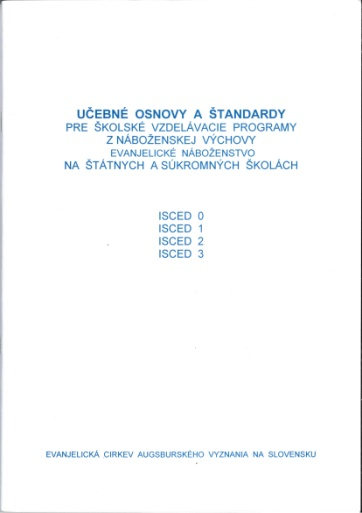 UČEBNÉ OSNOVY A ŠTANDARDY
PRE ŠKOLSKÉ VZDELÁVACIE PROGRAMY
Z NÁBOŽENSKEJ VÝCHOVY
EVANJELICKÉ NÁBOŽENSTVO
NA ŠTÁTNYCH A SÚKROMNÝCH ŠKOLÁCH
ISCED 0
ISCED 1
ISCED 2
ISCED 3
EVANJELICKÁ CIRKEV AUGSBURSKÉHO VYZNANIA NA SLOVENSKU